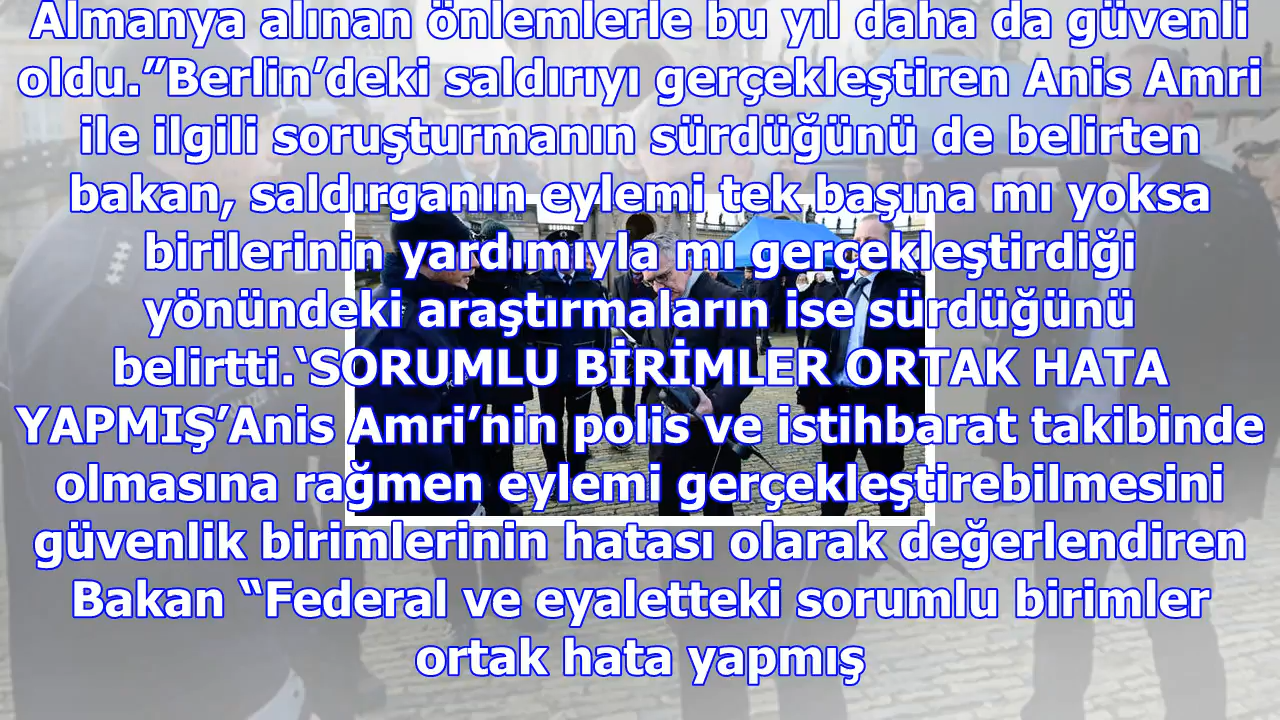 Almanya alınan önlemlerle bu yıl daha da güvenli
oldu.”Berlin’deki saldırıyı gerçekleştiren Anis Amri
ile ilgili soruşturmanın sürdüğünü de belirten
bakan, saldırganın eylemi tek başına mı yoksa
birilerinin yardımıyla mı gerçekleştirdiği
yönündeki araştırmaların ise sürdüğünü
belirtti.‘SORUMLU BİRİMLER ORTAK HATA
YAPMIŞ’Anis Amri’nin polis ve istihbarat takibinde
olmasına rağmen eylemi gerçekleştirebilmesini
güvenlik birimlerinin hatası olarak değerlendiren
Bakan “Federal ve eyaletteki sorumlu birimler
ortak hata yapmış